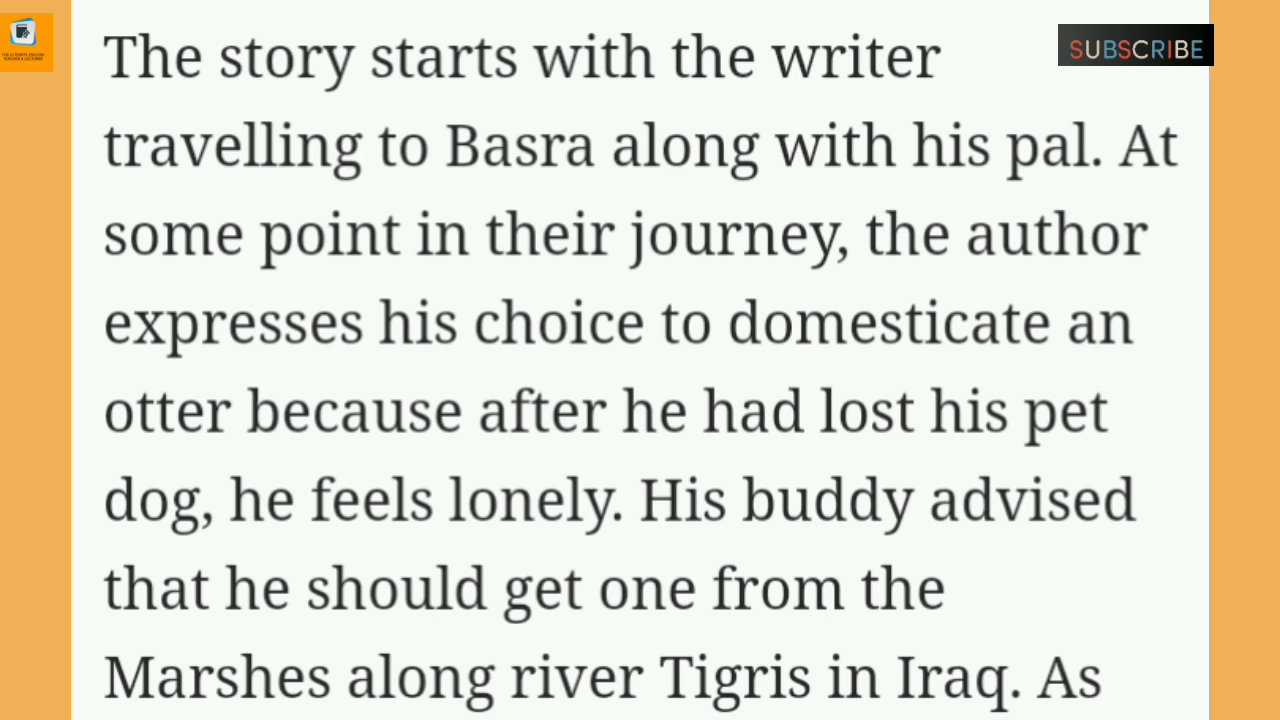 The story starts with the writer
SUBSCRIBE
travelling to Basra along with his pal. At
some point in their journey, the author
expresses his choice to domesticate an
otter because after he had lost his pet
dog, he feels lonely. His buddy advised
that he should get one from the
Marshes along river Tigris in Iraq. As